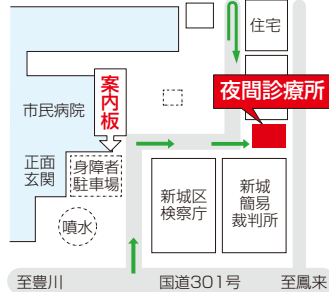 住宅
夜間診療所
案内板
市民病院
正面
玄関
身障者
駐車場
噴水
新城区
検察庁
新城
簡易
裁判所
至豊川
国道301号
至鳳来